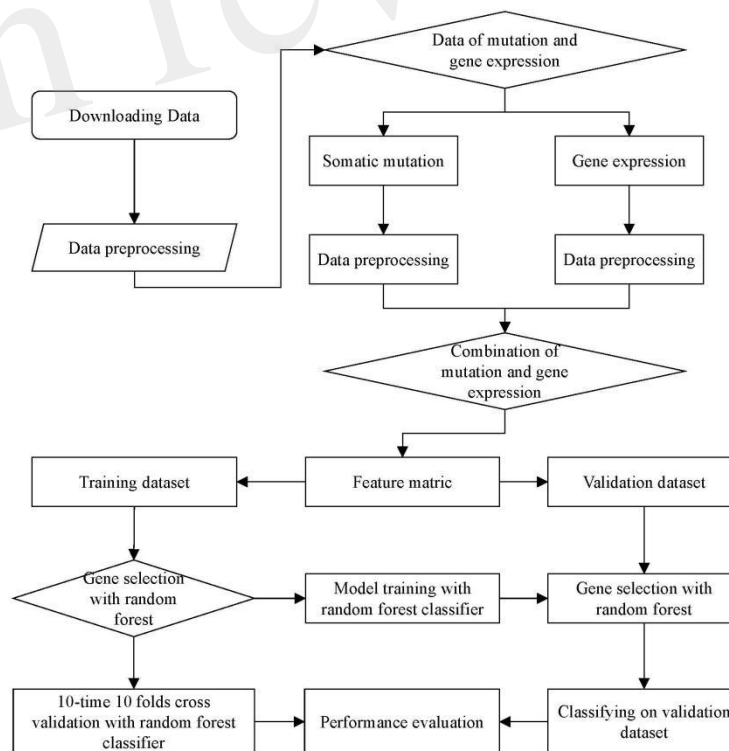 Data of mutation and
gene expression
Downloading Data
Somatic mutation
Gene expression
Data preprocessing
Data preprocessing
Data preprocessing
Combination of
mutation and gene
expression
Training dataset
Feature matric
Validation dataset
Gene selection
with random
forest
Model training with
random forest classifier
Gene selection with
random forest
10-time 10 folds cross
validation with random forest
classifier
Performance evaluation
Classifying on validation
dataset